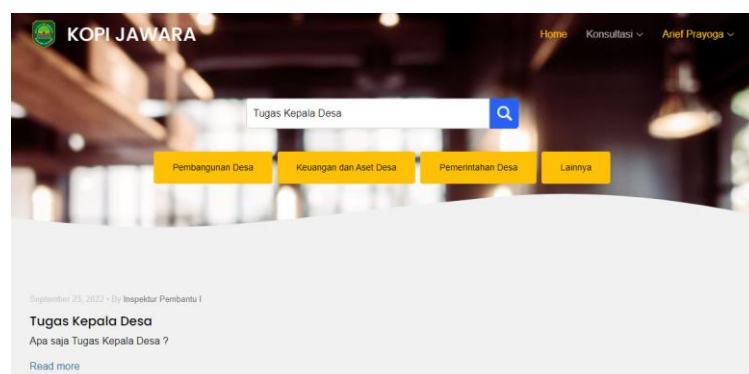 KOPI JAWARA
Home Konsultasi Arief Prayoga
Tugas Kepala Desa
Pembangunan Desa Keuangan dan Aset Desa Pemerintahan Desa Lainnya
September 23, 2022 • By Inspektur Pembantu I
Tugas Kepala Desa
Apa saja Tugas Kepala Desa ?
Read more